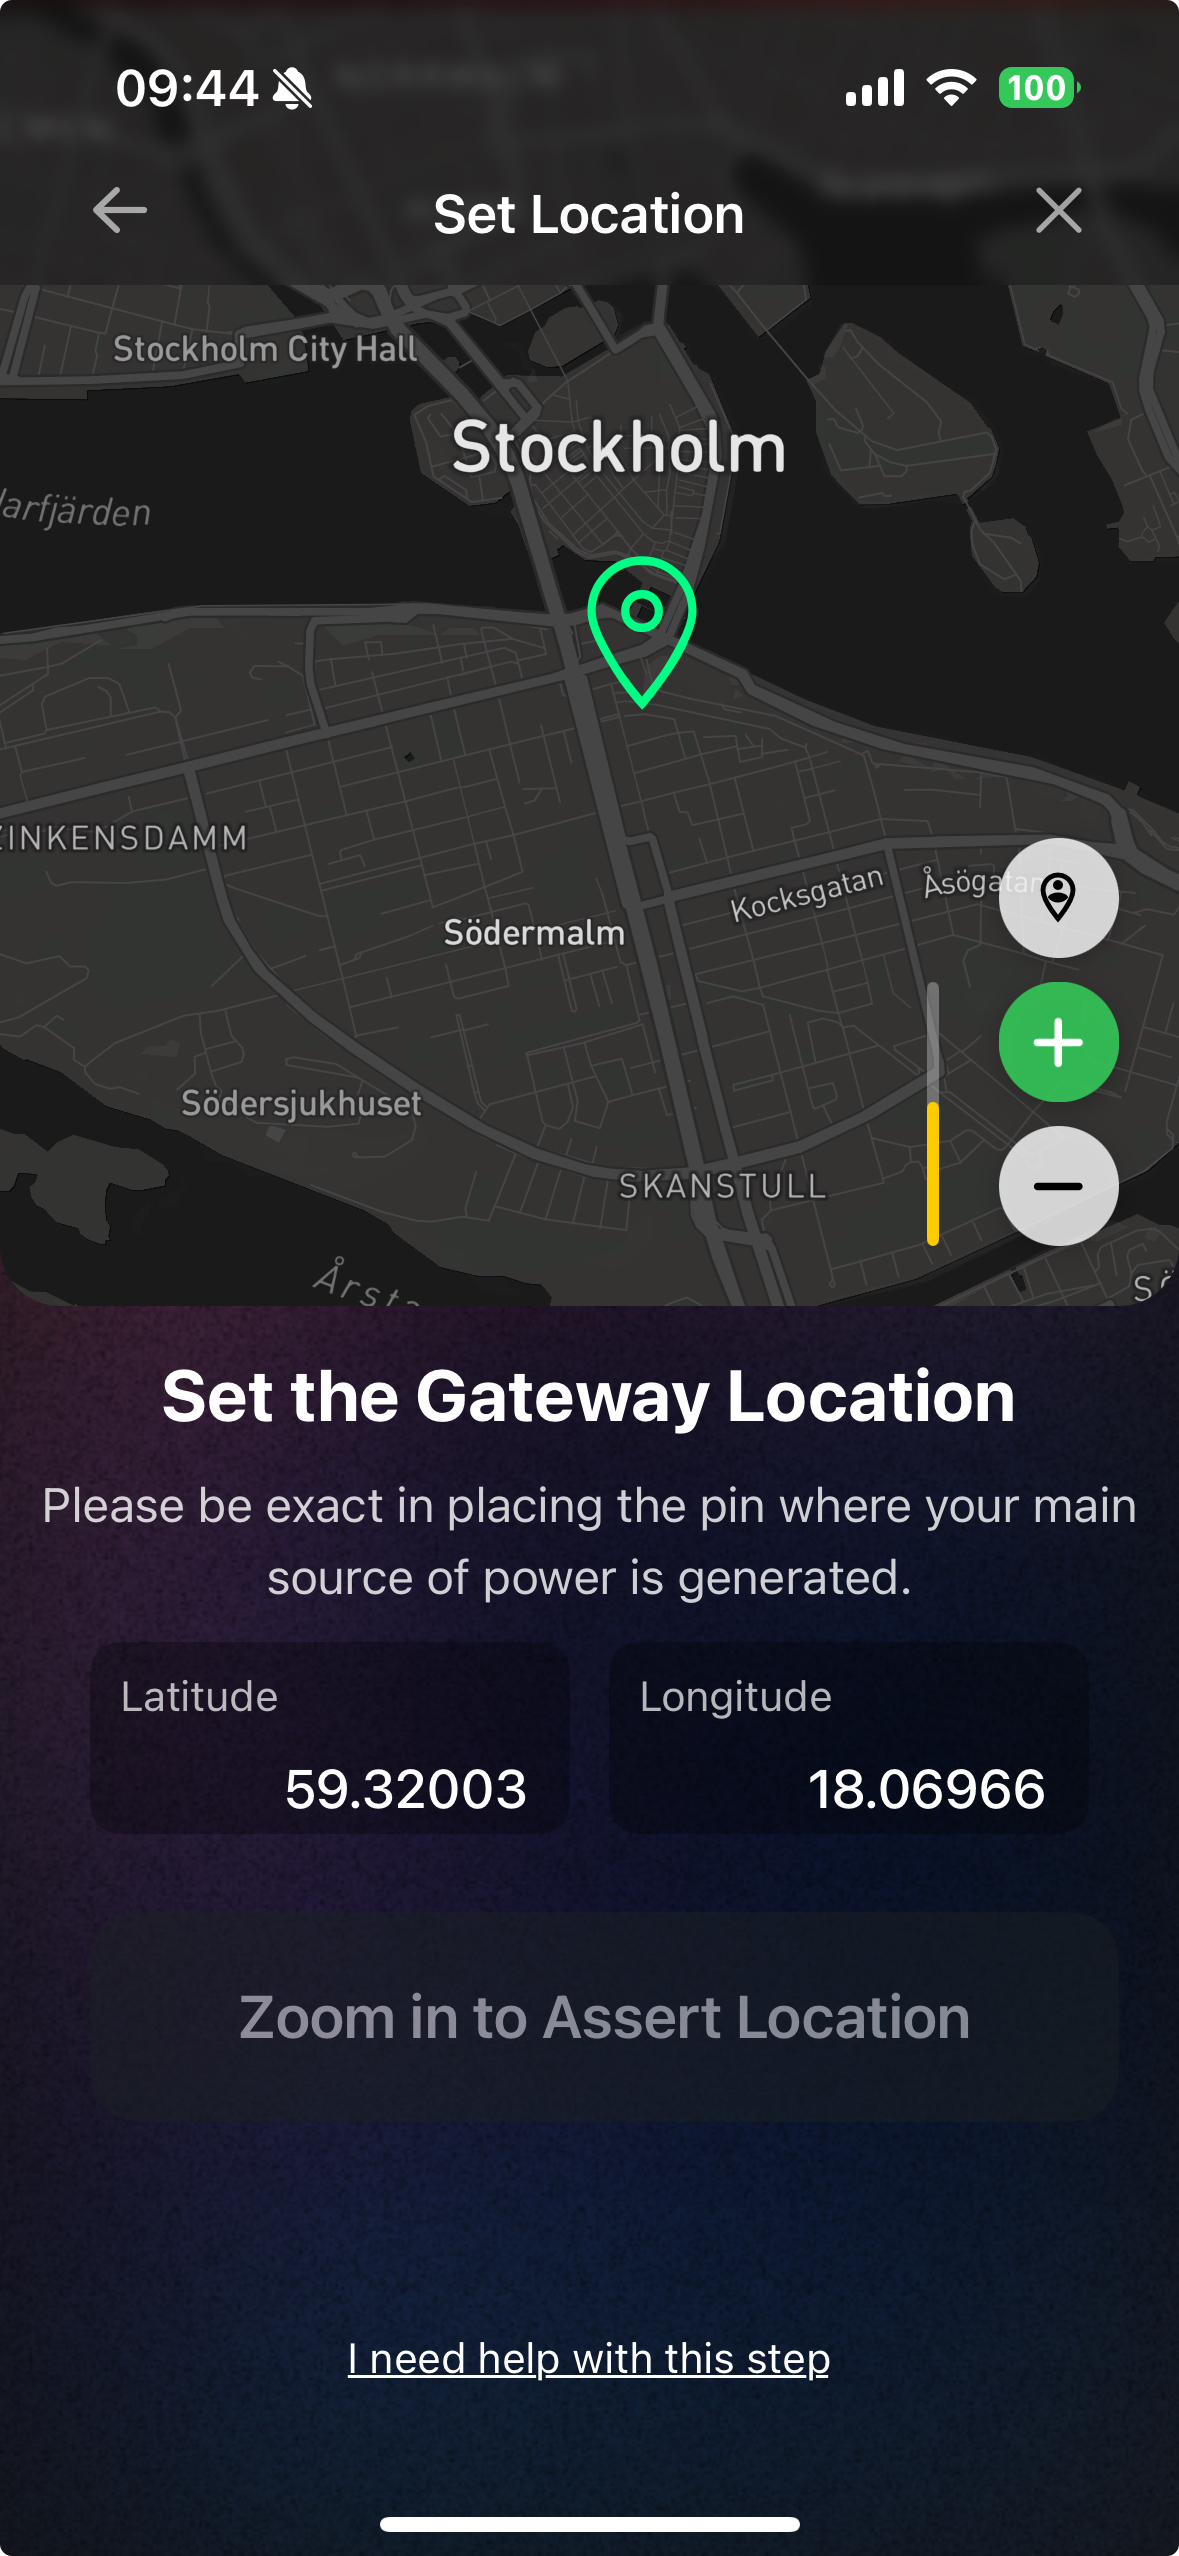 09:44
100
Set Location
Stockholm City Hall
Stockholm
arfjärden
INKENSDAMM
Kocksgatan
Åsögatan
Södermalm
Södersjukhuset
SKANSTULL
Årsta
SÖ
Set the Gateway Location
Please be exact in placing the pin where your main
source of power is generated.
Latitude
Longitude
59.32003
18.06966
Zoom in to Assert Location
I need help with this step